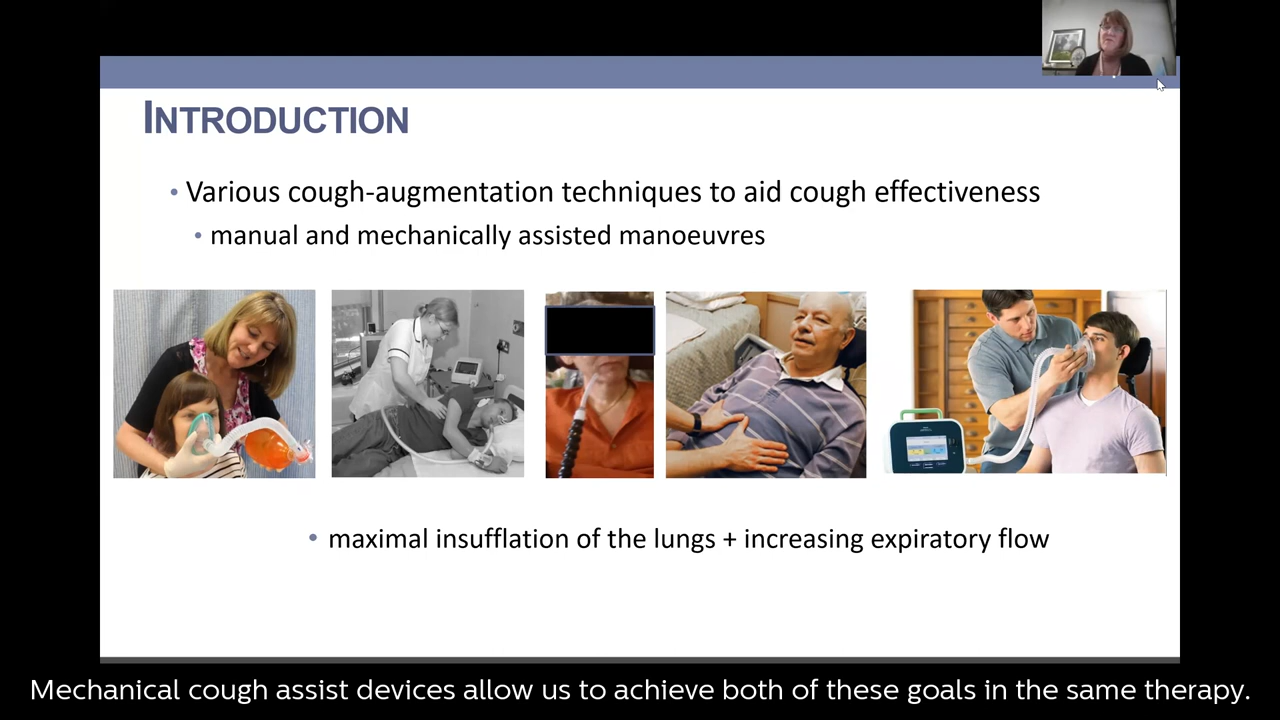 INTRODUCTION
• Various cough-augmentation techniques to aid cough effectiveness
• manual and mechanically assisted manoeuvres
• maximal insufflation of the lungs + increasing expiratory flow
Mechanical cough assist devices allow us to achieve both of these goals in the same therapy.